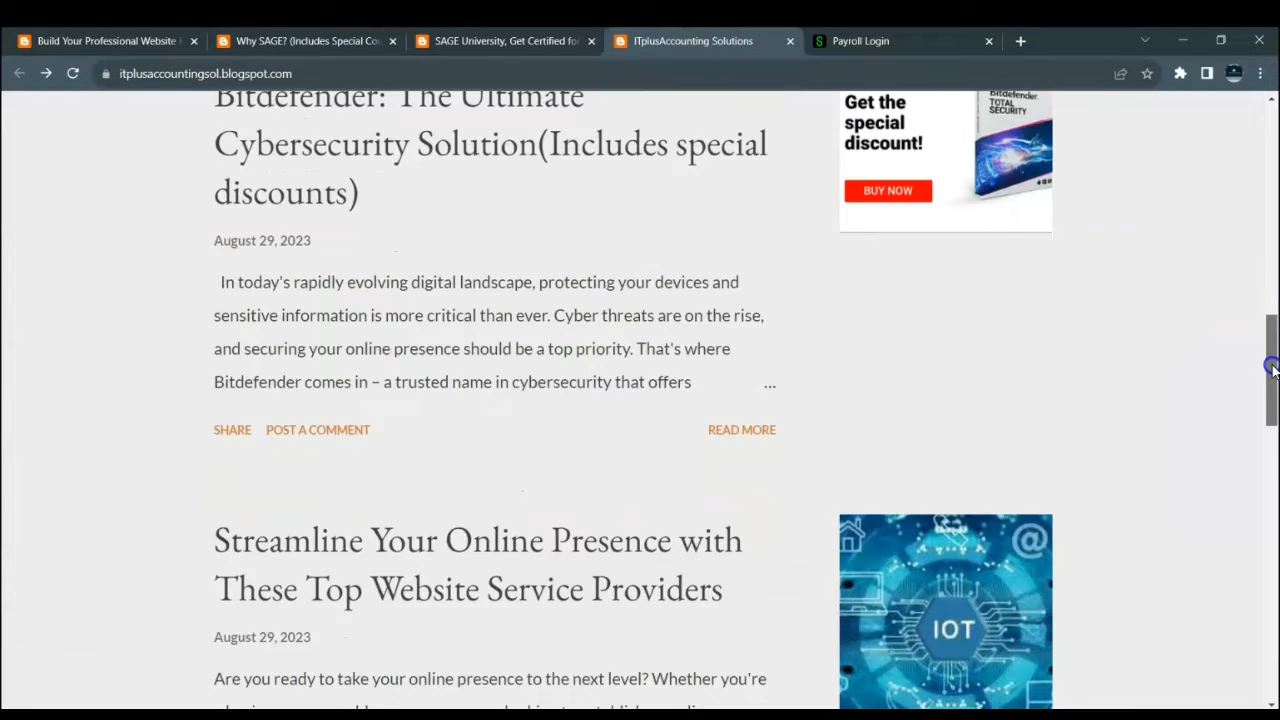 Build Your Professional Website
Why SAGE? (Includes Special Co
SAGE University, Get Certified fo
ITplusAccounting Solutions
Payroll Login
itplusaccountingsol.blogspot.com
Bitdefender: The Ultimate
Cybersecurity Solution(Includes special
discounts)
August 29, 2023
In today's rapidly evolving digital landscape, protecting your devices and
sensitive information is more critical than ever. Cyber threats are on the rise,
and securing your online presence should be a top priority. That's where
Bitdefender comes in – a trusted name in cybersecurity that offers ...
SHARE POST A COMMENT READ MORE
Get the
special
discount!
BUY NOW
Bitdefender
TOTAL
SECURITY
Streamline Your Online Presence with
These Top Website Service Providers
August 29, 2023
Are you ready to take your online presence to the next level? Whether you're
@
IOT